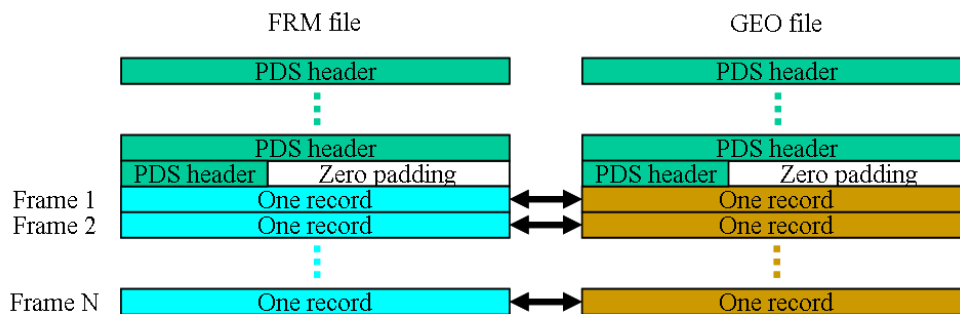 FRM file GEO file
PDS header PDS header
PDS header PDS header
PDS header Zero padding PDS header Zero padding
Frame 1 One record One record
Frame 2 One record One record
Frame N One record One record